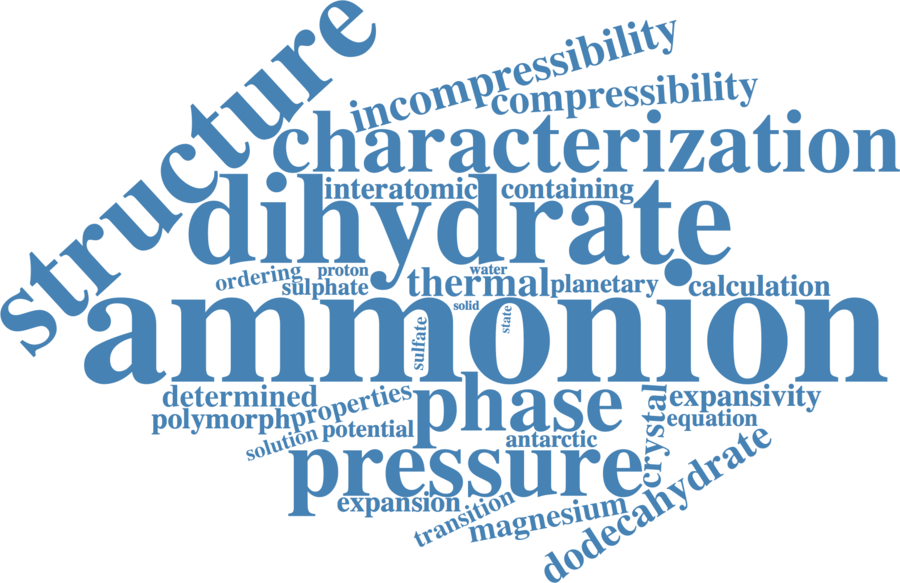 structure
incompressibility
compressibility
characterization
interatomic
containing
dihydrate
ordering
proton
water
sulphate
thermal
planetary
calculation
solid
state
sulfate
ammonion
determined
properties
phase
crystal
expansivity
polymorph
equation
solution
potential
antarctic
pressure
expansion
transition
magnesium
dodecahydrate